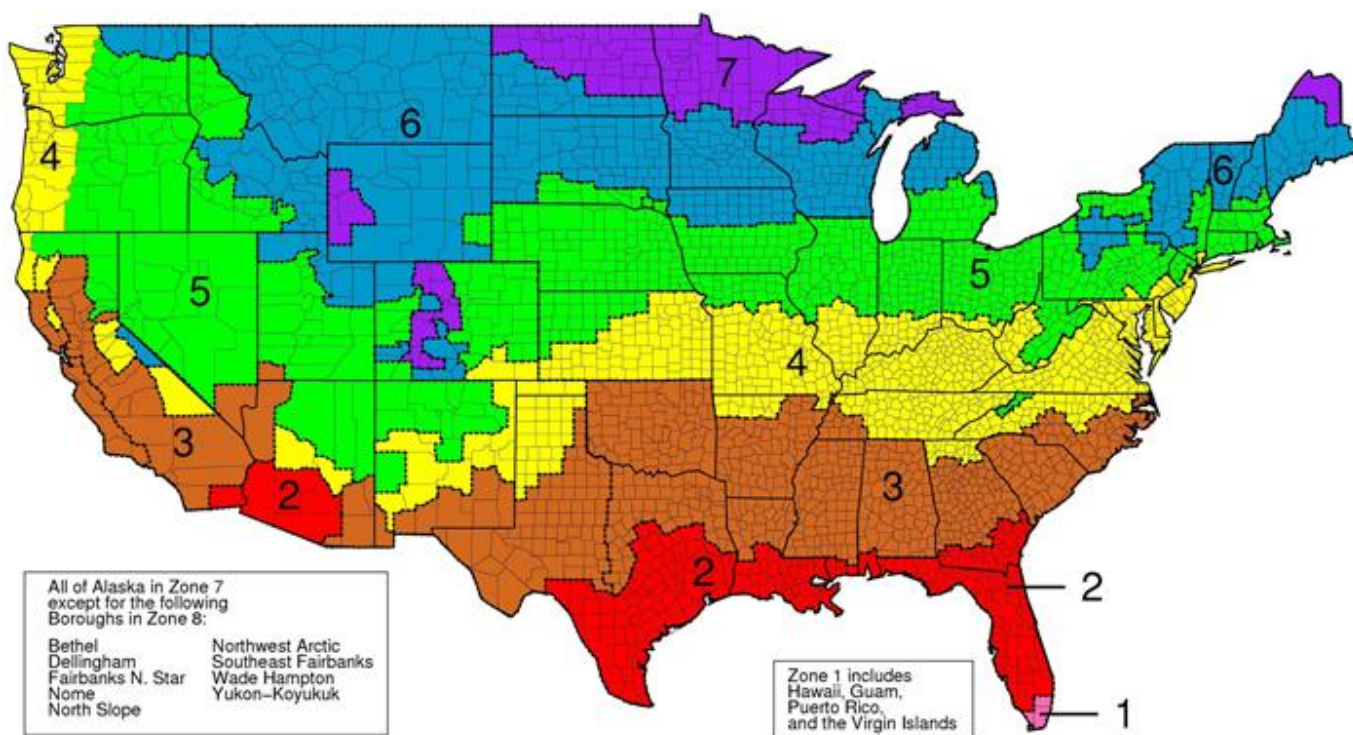 7
6
6
4
5
5
4
3
3
2
2
2
1
All of Alaska in Zone 7
except for the following
Boroughs in Zone 8:
Bethel Northwest Arctic
Dellingham Southeast Fairbanks
Fairbanks N. Star Wade Hampton
Nome Yukon–Koyukuk
North Slope
Zone 1 includes
Hawaii, Guam,
Puerto Rico,
and the Virgin Islands